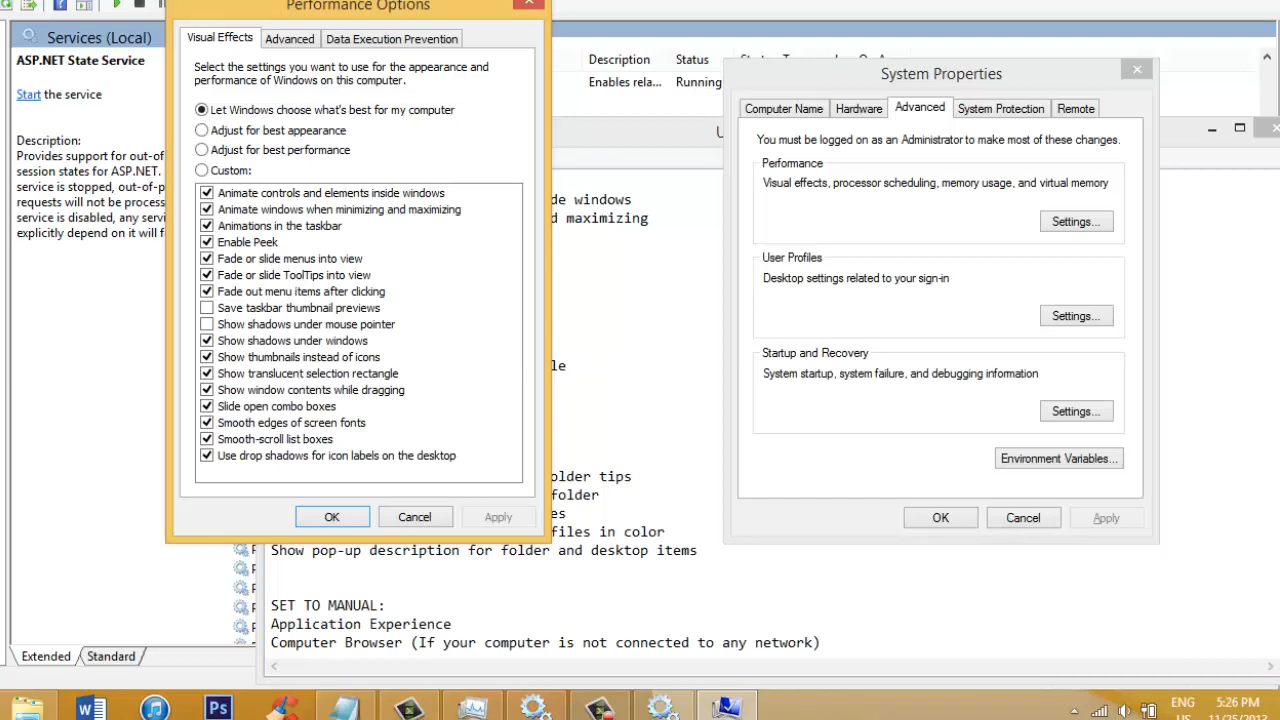 Performance Options
Services (Local)
ASP.NET State Service
Start the service
Description:
Provides support for out-of-
session states for ASP.NET.
service is stopped, out-of-p
requests will not be process
service is disabled, any serv
explicitly depend on it will f
Extended
Standard
Visual Effects
Advanced
Data Execution Prevention
Select the settings you want to use for the appearance and
performance of Windows on this computer.
Let Windows choose what's best for my computer
Adjust for best appearance
Adjust for best performance
Custom:
Animate controls and elements inside windows
Animate windows when minimizing and maximizing
Animations in the taskbar
Enable Peek
Fade or slide menus into view
Fade or slide ToolTips into view
Fade out menu items after clicking
Save taskbar thumbnail previews
Show shadows under mouse pointer
Show shadows under windows
Show thumbnails instead of icons
Show translucent selection rectangle
Show window contents while dragging
Slide open combo boxes
Smooth edges of screen fonts
Smooth-scroll list boxes
Use drop shadows for icon labels on the desktop
OK
Cancel
Apply
Description
Status
Enables rela...
Running
de windows
d maximizing
le
older tips
folder
es
files in color
Show pop-up description for folder and desktop items
SET TO MANUAL:
Application Experience
Computer Browser (If your computer is not connected to any network)
System Properties
Computer Name
Hardware
Advanced
System Protection
Remote
You must be logged on as an Administrator to make most of these changes.
Performance
Visual effects, processor scheduling, memory usage, and virtual memory
Settings...
User Profiles
Desktop settings related to your sign-in
Settings...
Startup and Recovery
System startup, system failure, and debugging information
Settings...
Environment Variables...
OK
Cancel
Apply
W
Ps
ENG
5:26 PM
11/25/2013